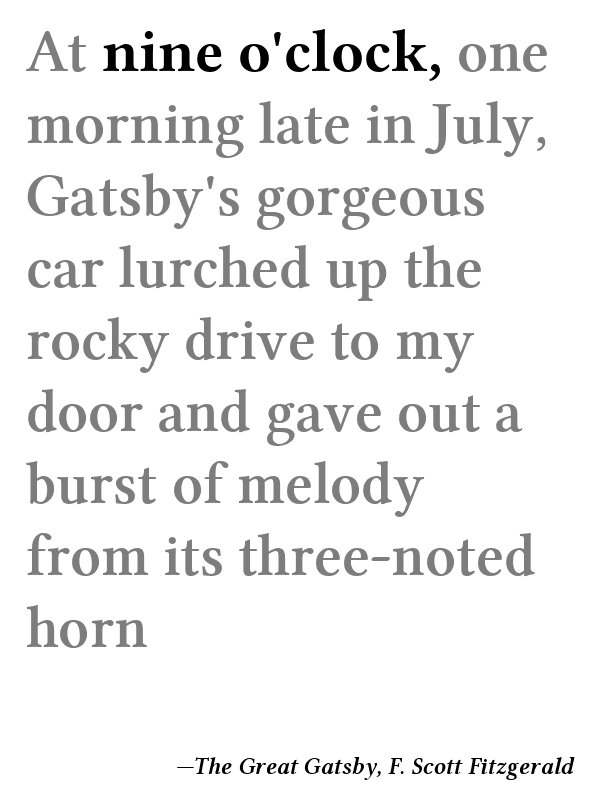 At nine o'clock, one
morning late in July,
Gatsby's gorgeous
car lurched up the
rocky drive to my
door and gave out a
burst of melody
from its three-noted
horn
—The Great Gatsby, F. Scott Fitzgerald